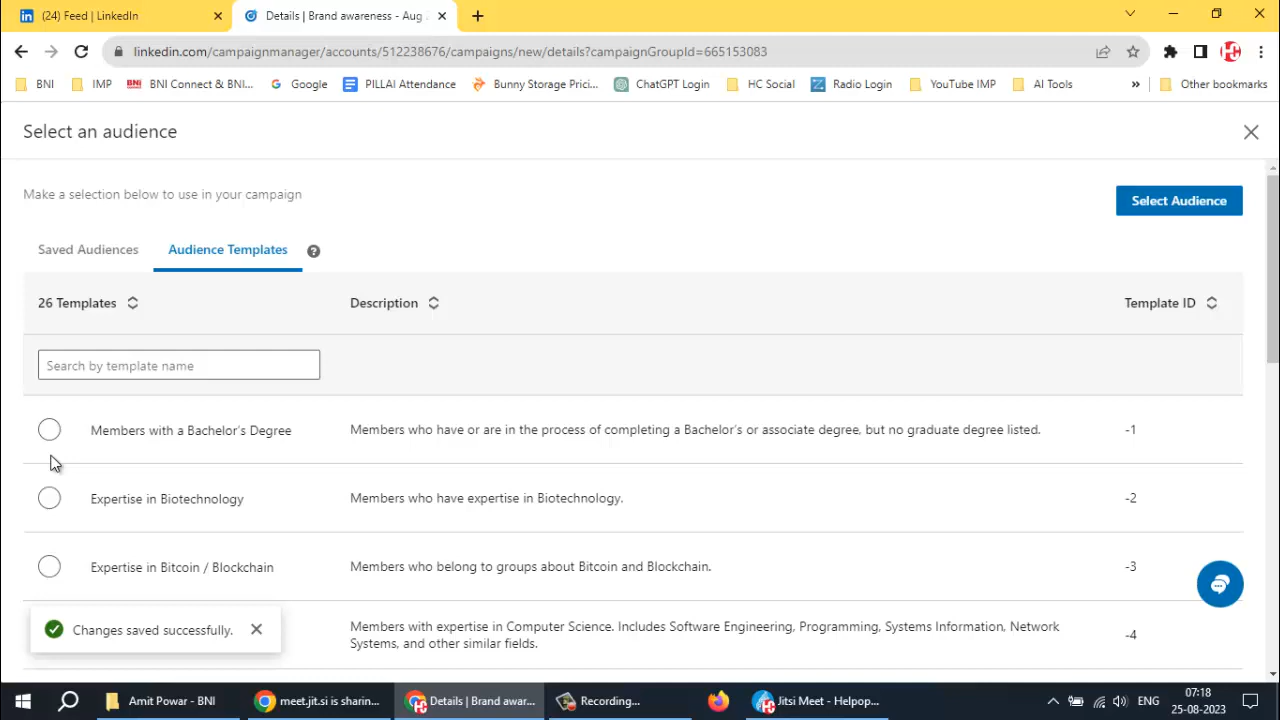 (24) Feed | LinkedIn
Details | Brand awareness - Aug
linkedin.com/campaignmanager/accounts/512238676/campaigns/new/details?campaignGroupId=665153083
BNI IMP BNI BNI Connect & BNI... Google PILLAI Attendance Bunny Storage Prici... ChatGPT Login HC Social Radio Login YouTube IMP AI Tools » Other bookmarks
Select an audience
Make a selection below to use in your campaign
Select Audience
Saved Audiences Audience Templates ?
26 Templates Description Template ID
Search by template name
Members with a Bachelor's Degree Members who have or are in the process of completing a Bachelor's or associate degree, but no graduate degree listed. -1
Expertise in Biotechnology Members who have expertise in Biotechnology. -2
Expertise in Bitcoin / Blockchain Members who belong to groups about Bitcoin and Blockchain. -3
Members with expertise in Computer Science. Includes Software Engineering, Programming, Systems Information, Network
Systems, and other similar fields. -4
Changes saved successfully.
Amit Powar - BNI meet.jit.si is sharin... Details | Brand awar... Recording... Jitsi Meet - Helpop... ENG 07:18
25-08-2023